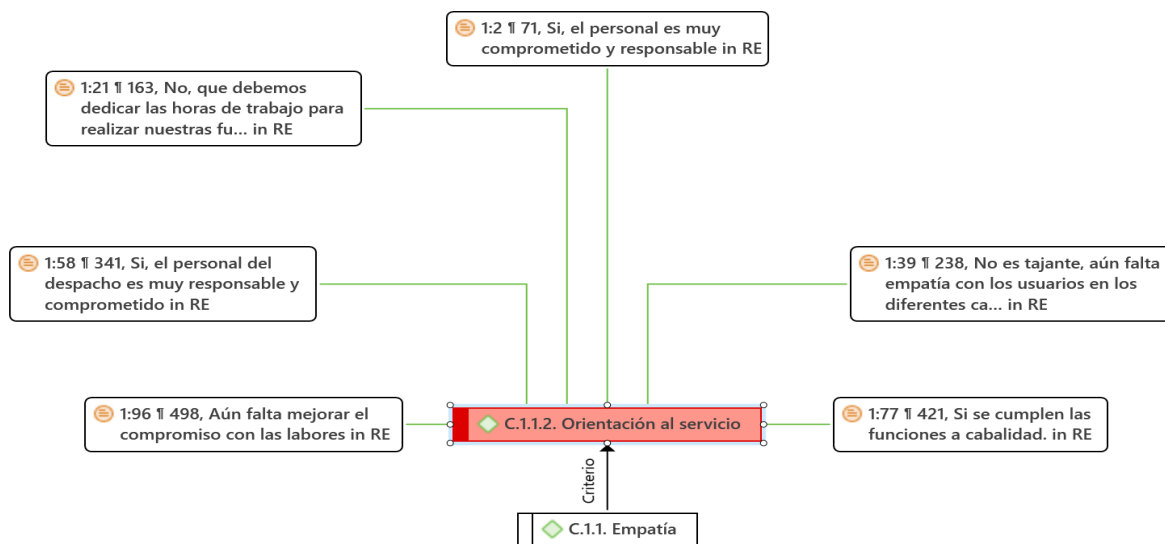 1:2 ¶ 71, Si, el personal es muy
comprometido y responsable in RE
1:21 ¶ 163, No, que debemos
dedicar las horas de trabajo para
realizar nuestras fu... in RE
1:58 ¶ 341, Si, el personal del
despacho es muy responsable y
comprometido in RE
1:39 ¶ 238, No es tajante, aún falta
empatía con los usuarios en los
diferentes ca... in RE
1:96 ¶ 498, Aún falta mejorar el
compromiso con las labores in RE
C.1.1.2. Orientación al servicio
1:77 ¶ 421, Si se cumplen las
funciones a cabalidad. in RE
Criterio
C.1.1. Empatía